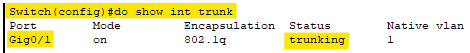 Switch(config)#do show int trunk
Port Mode Encapsulation Status Native vlan
Gig0/1 on 802.1q trunking 1